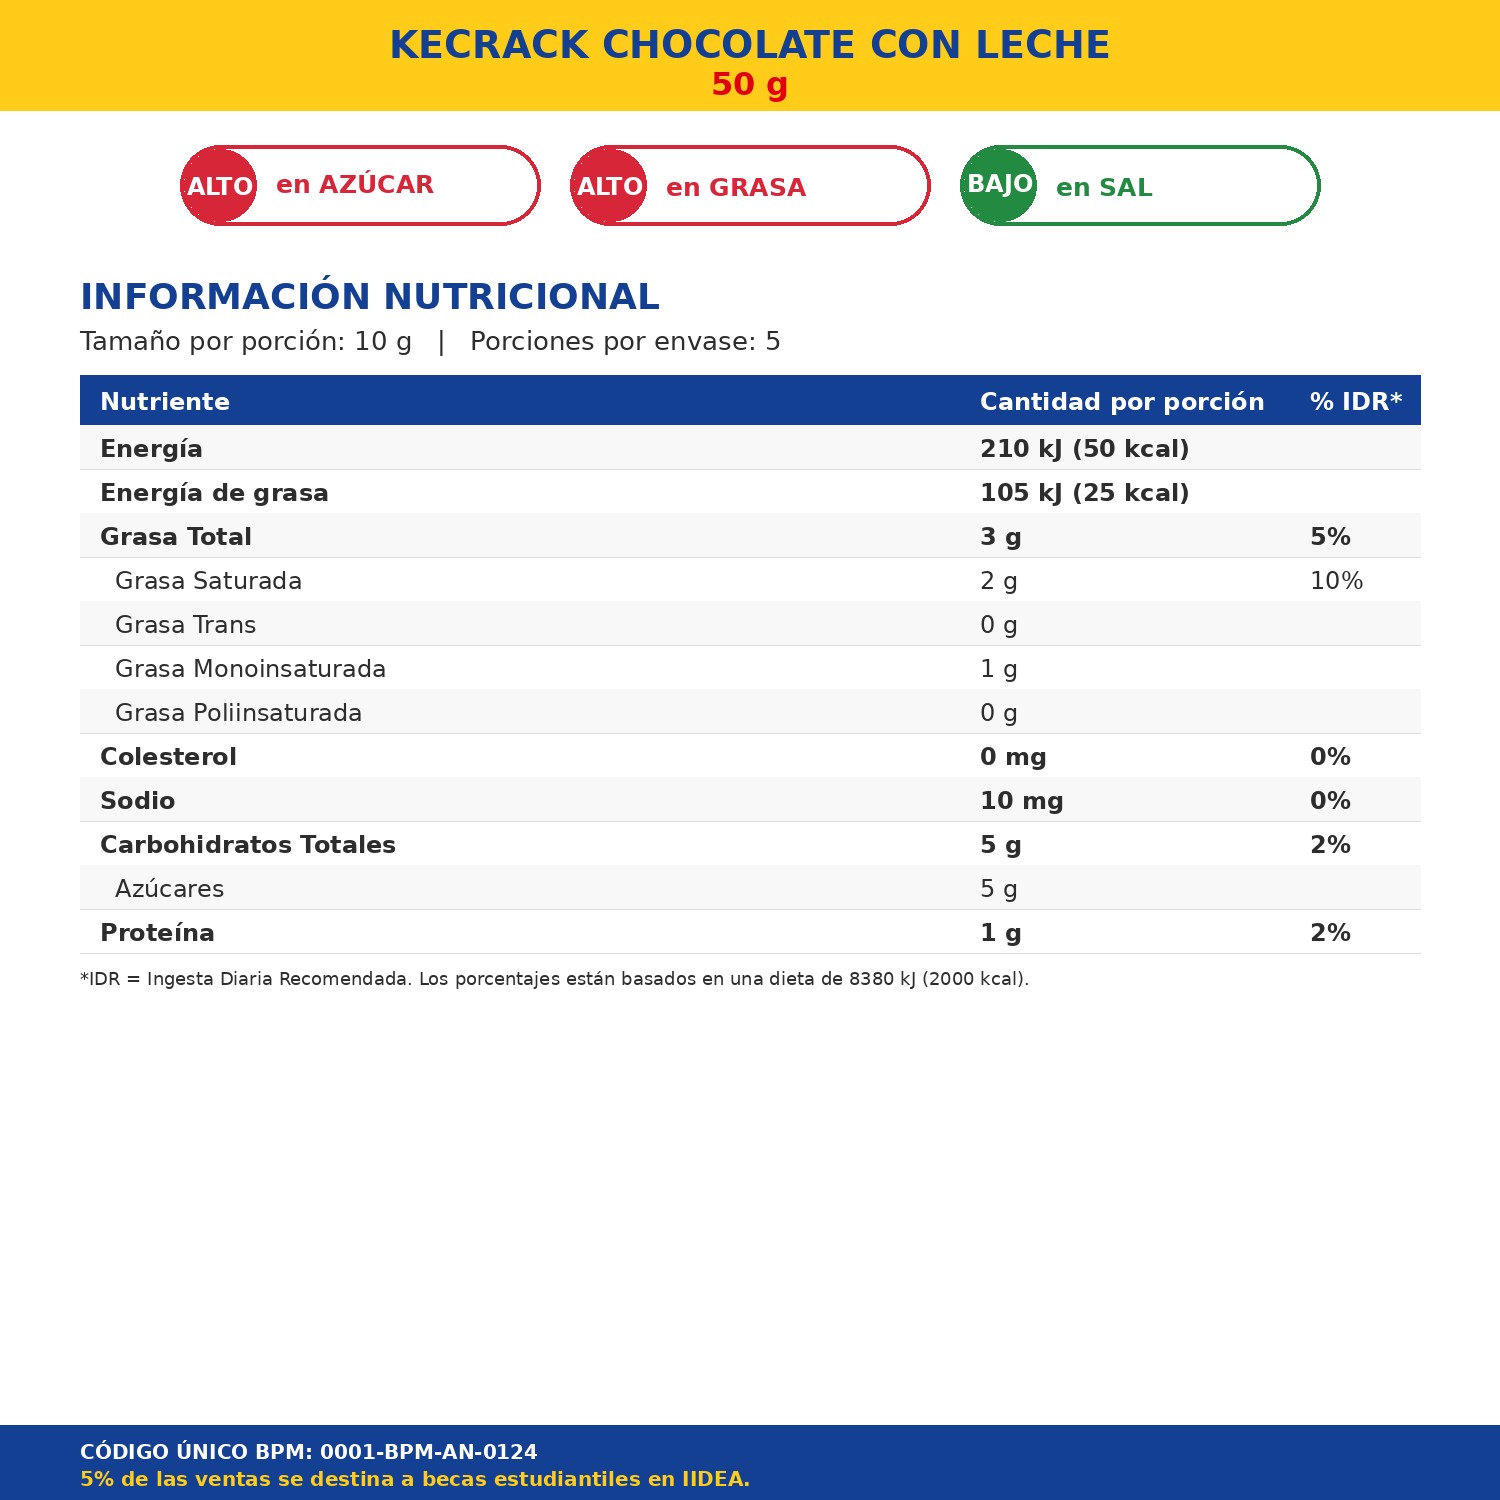 KECRACK CHOCOLATE CON LECHE
50 g
ALTO en AZÚCAR ALTO en GRASA BAJO en SAL
INFORMACIÓN NUTRICIONAL
Tamaño por porción: 10 g | Porciones por envase: 5
Nutriente Cantidad por porción % IDR*
Energía 210 kJ (50 kcal)
Energía de grasa 105 kJ (25 kcal)
Grasa Total 3 g 5%
Grasa Saturada 2 g 10%
Grasa Trans 0 g
Grasa Monoinsaturada 1 g
Grasa Poliinsaturada 0 g
Colesterol 0 mg 0%
Sodio 10 mg 0%
Carbohidratos Totales 5 g 2%
Azúcares 5 g
Proteína 1 g 2%
*IDR = Ingesta Diaria Recomendada. Los porcentajes están basados en una dieta de 8380 kJ (2000 kcal).
CÓDIGO ÚNICO BPM: 0001-BPM-AN-0124
5% de las ventas se destina a becas estudiantiles en IIDEA.